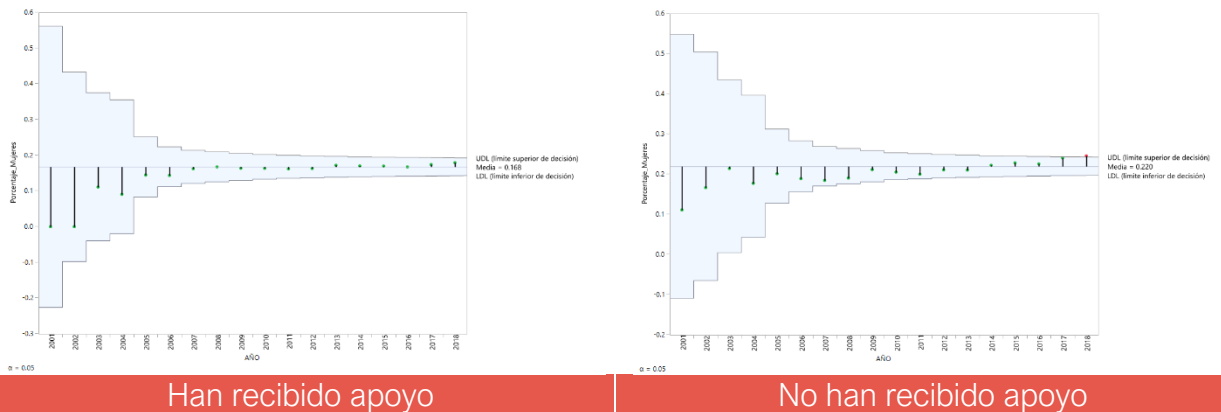 0.6
0.5
0.4
0.3
0.2
0.1
0.0
-0.1
-0.2
-0.3
Porcentaje_Mujeres
UDL (límite superior de decisión)
Media = 0.168
LDL (límite inferior de decisión)
2001 2002 2003 2004 2005 2006 2007 2008 2009 2010 2011 2012 2013 2014 2015 2016 2017 2018
AÑO
α = 0.05
Han recibido apoyo
0.6
0.5
0.4
0.3
0.2
0.1
0.0
-0.1
-0.2
Porcentaje_Mujeres
UDL (límite superior de decisión)
Media = 0.220
LDL (límite inferior de decisión)
2001 2002 2003 2004 2005 2006 2007 2008 2009 2010 2011 2012 2013 2014 2015 2016 2017 2018
AÑO
α = 0.05
No han recibido apoyo